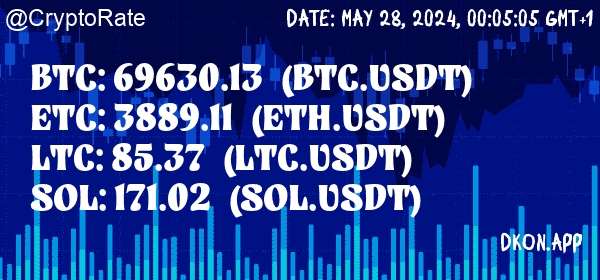 @CryptoRate
DATE: MAY 28, 2024, 00:05:05 GMT+1
BTC: 69630.13 (BTC.USDT)
ETC: 3889.11 (ETH.USDT)
LTC: 85.37 (LTC.USDT)
SOL: 171.02 (SOL.USDT)
DKON.APP